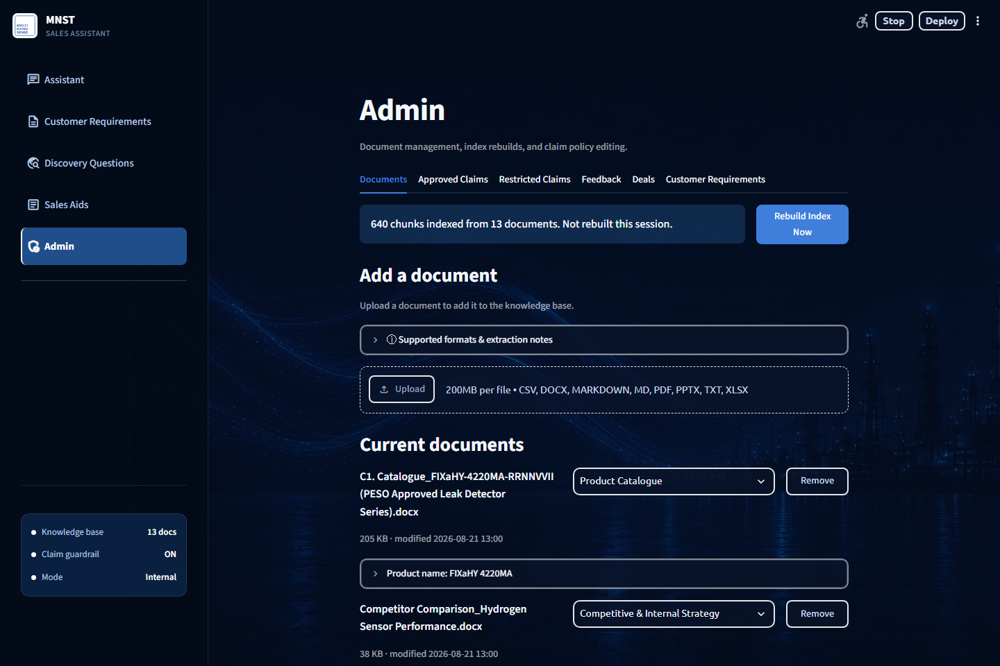 MULTI
NANO
SENSE
MNST
SALES ASSISTANT
Stop
Deploy
Assistant
Customer Requirements
Discovery Questions
Sales Aids
Admin
Knowledge base 13 docs
Claim guardrail ON
Mode Internal
Admin
Document management, index rebuilds, and claim policy editing.
Documents Approved Claims Restricted Claims Feedback Deals Customer Requirements
640 chunks indexed from 13 documents. Not rebuilt this session.
Rebuild Index
Now
Add a document
Upload a document to add it to the knowledge base.
Supported formats & extraction notes
Upload 200MB per file • CSV, DOCX, MARKDOWN, MD, PDF, PPTX, TXT, XLSX
Current documents
C1. Catalogue_FIXaHY-4220MA-RRNNVVII
(PESO Approved Leak Detector
Series).docx
Product Catalogue
Remove
205 KB · modified 2026-08-21 13:00
Product name: FIXaHY 4220MA
Competitor Comparison_Hydrogen
Sensor Performance.docx
Competitive & Internal Strategy
Remove
38 KB · modified 2026-08-21 13:00